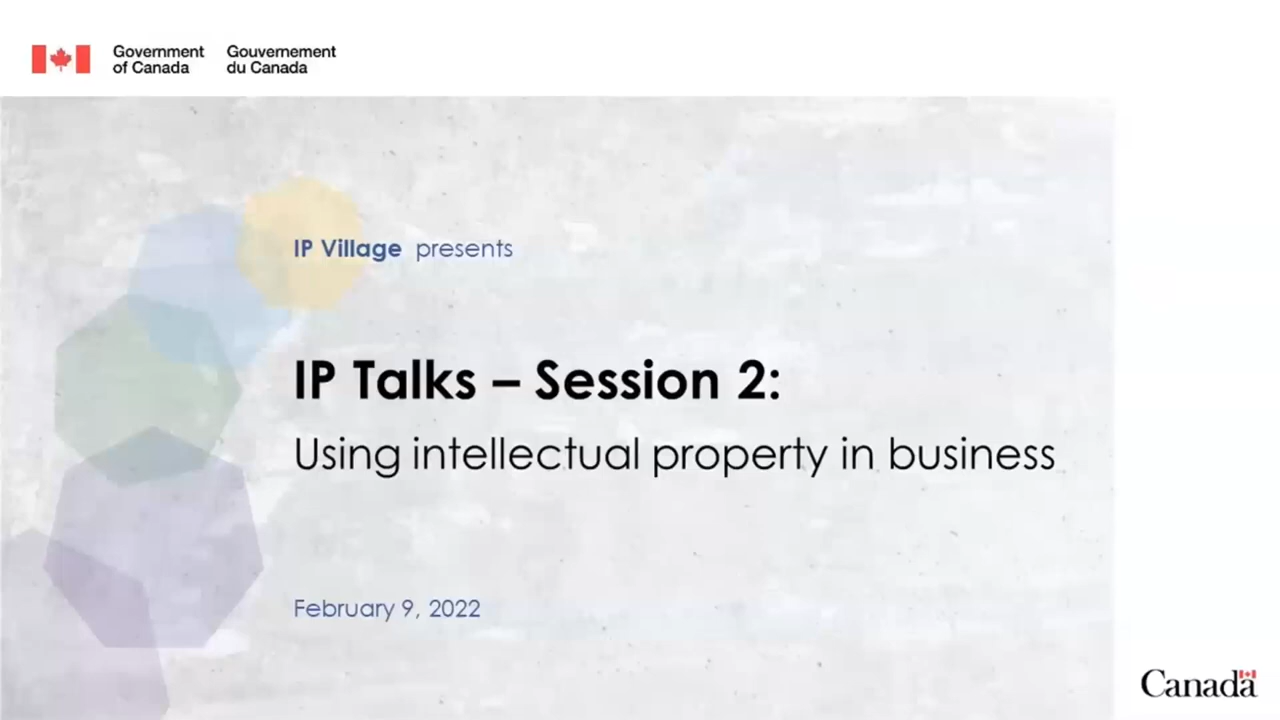 Government Gouvernement
of Canada du Canada
IP Village presents
IP Talks – Session 2:
Using intellectual property in business
February 9, 2022
Canada